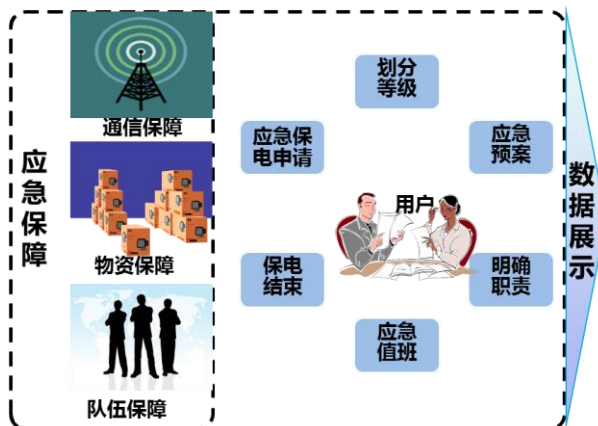 应急保障
通信保障
物资保障
队伍保障
划分
等级
应急保
电申请
应急
预案
用户
保电
结束
明确
职责
应急
值班
数据展示